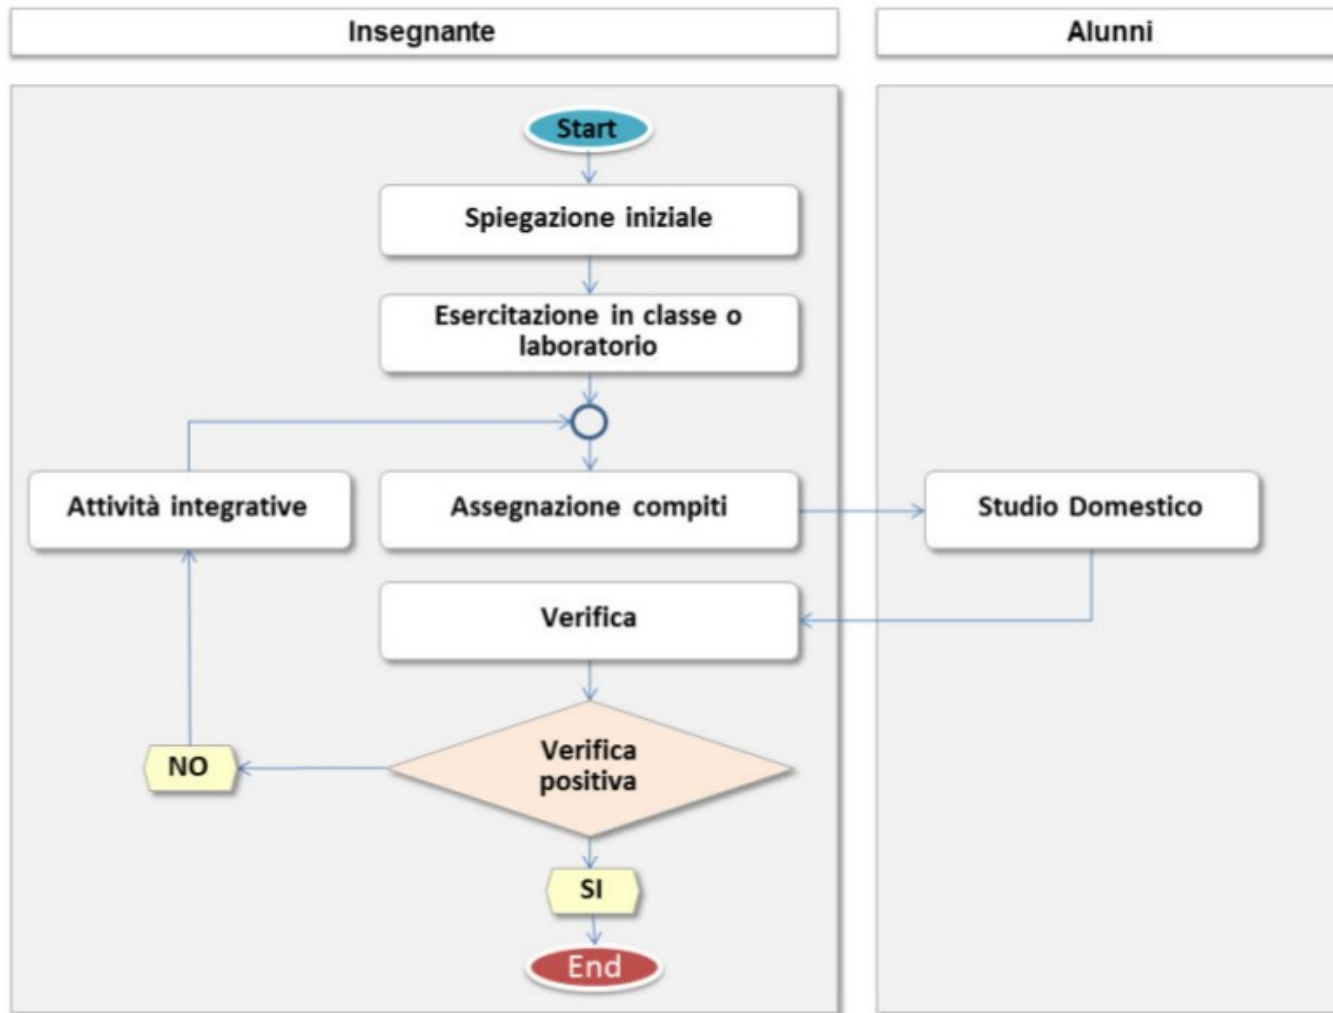 Insegnante
Alunni
Start
Spiegazione iniziale
Esercitazione in classe o
laboratorio
Attività integrative
Assegnazione compiti
Studio Domestico
Verifica
Verifica
positiva
NO
SI
End